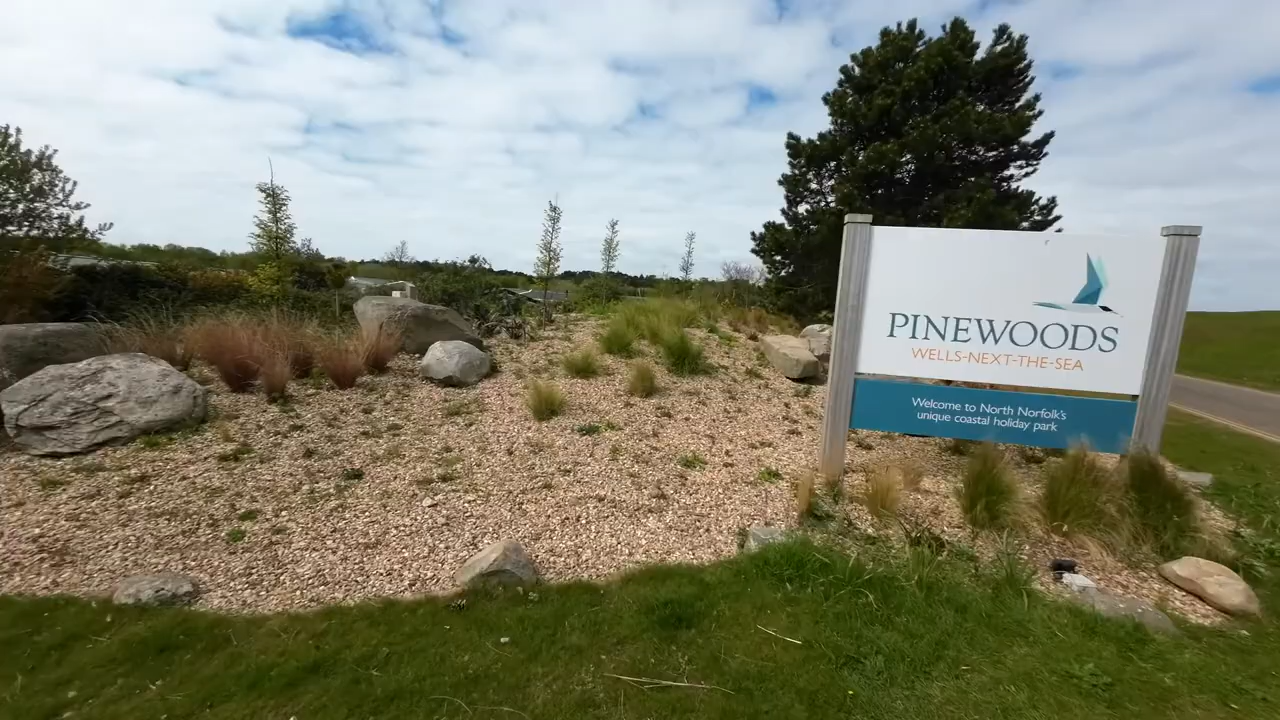 PINEWOODS
WELLS-NEXT-THE-SEA
Welcome to North Norfolk's
unique coastal holiday park